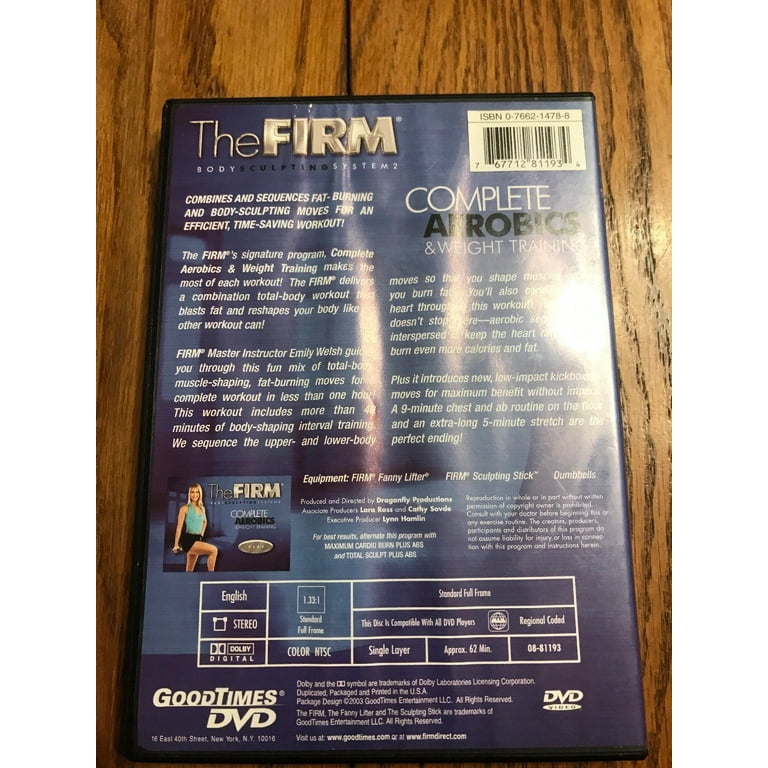 The FIRM®
BODY SCULPTING SYSTEM 2
ISBN 0-7662-1478-8
7 67712 81193 4
COMBINES AND SEQUENCES FAT- BURNING
AND BODY-SCULPTING MOVES FOR AN
EFFICIENT, TIME-SAVING WORKOUT!
COMPLETE
AEROBICS
& WEIGHT TRAINING
The FIRM®'s signature program, Complete
Aerobics & Weight Training makes the
most of each workout! The FIRM® delivers
a combination total-body workout that
blasts fat and reshapes your body like
other workout can!
FIRM® Master Instructor Emily Welsh guides
you through this fun mix of total-body
muscle-shaping, fat-burning moves for
complete workout in less than one hour!
This workout includes more than
minutes of body-shaping interval training.
We sequence the upper- and lower-body
moves so that you shape muscle
you burn fat. You'll also
heart throughout this workout!
doesn't stop here—aerobic
interspersed to keep the heart
burn even more calories and fat.
Plus it introduces new, low-impact kickboxing
moves for maximum benefit without impact.
A 9-minute chest and ab routine on the floor
and an extra-long 5-minute stretch are the
perfect ending!
The FIRM®
BODY SCULPTING SYSTEM 2
COMPLETE
AEROBICS
& WEIGHT TRAINING
PLAY
Equipment: FIRM® Fanny Lifter® FIRM® Sculpting Stick™ Dumbbells
Produced and Directed by Dragonfly Productions
Associate Producers Lara Ross and Cathy Savde
Executive Producer Lynn Hamlin
For best results, alternate this program with
MAXIMUM CARDIO BURN PLUS ABS
and TOTAL SCULPT PLUS ABS
Reproduction in whole or in part without written
permission of copyright owner is prohibited.
Consult with your doctor before beginning this or
any exercise routine. The creators, producers,
participants and distributors of this program do
not assume liability for injury or loss in connec-
tion with this program and instructions herein.
English
1.33:1
Standard
Full Frame
Standard Full Frame
STEREO
This Disc Is Compatible With All DVD Players
Regional Coded
DOLBY
DIGITAL
COLOR NTSC
Single Layer
Approx. 62 Min.
08-81193
GOODTIMES®
DVD
16 East 40th Street, New York, N.Y. 10016
Dolby and the DD symbol are trademarks of Dolby Laboratories Licensing Corporation.
Duplicated, Packaged and Printed in the U.S.A.
Package Design ©2003 GoodTimes Entertainment LLC. All Rights Reserved.
The FIRM, The Fanny Lifter and The Sculpting Stick are trademarks of
GoodTimes Entertainment LLC. All Rights Reserved.
Visit us at: www.goodtimes.com or at www.firmdirect.com
DVD
VIDEO